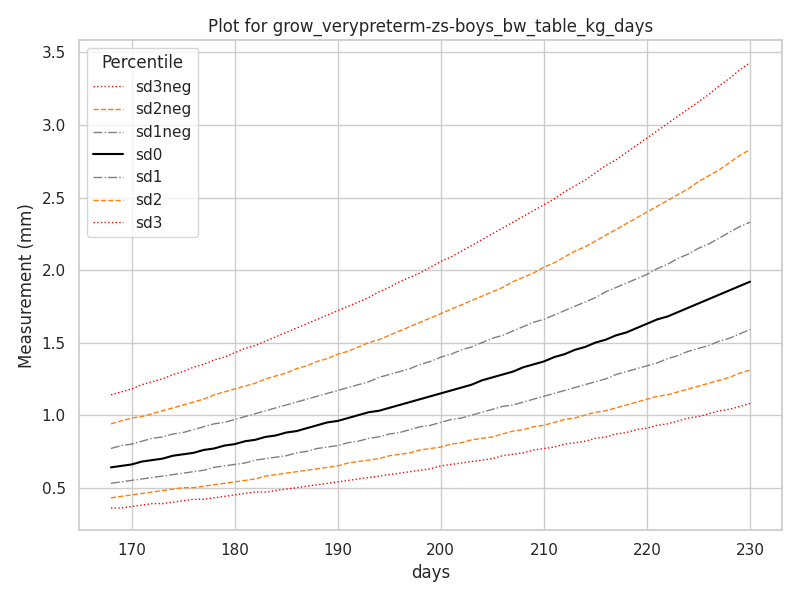 Plot for grow_verypreterm-zs-boys_bw_table_kg_days
3.5
3.0
2.5
2.0
1.5
1.0
0.5
Measurement (mm)
Percentile
sd3neg
sd2neg
sd1neg
sd0
sd1
sd2
sd3
170 180 190 200 210 220 230
days